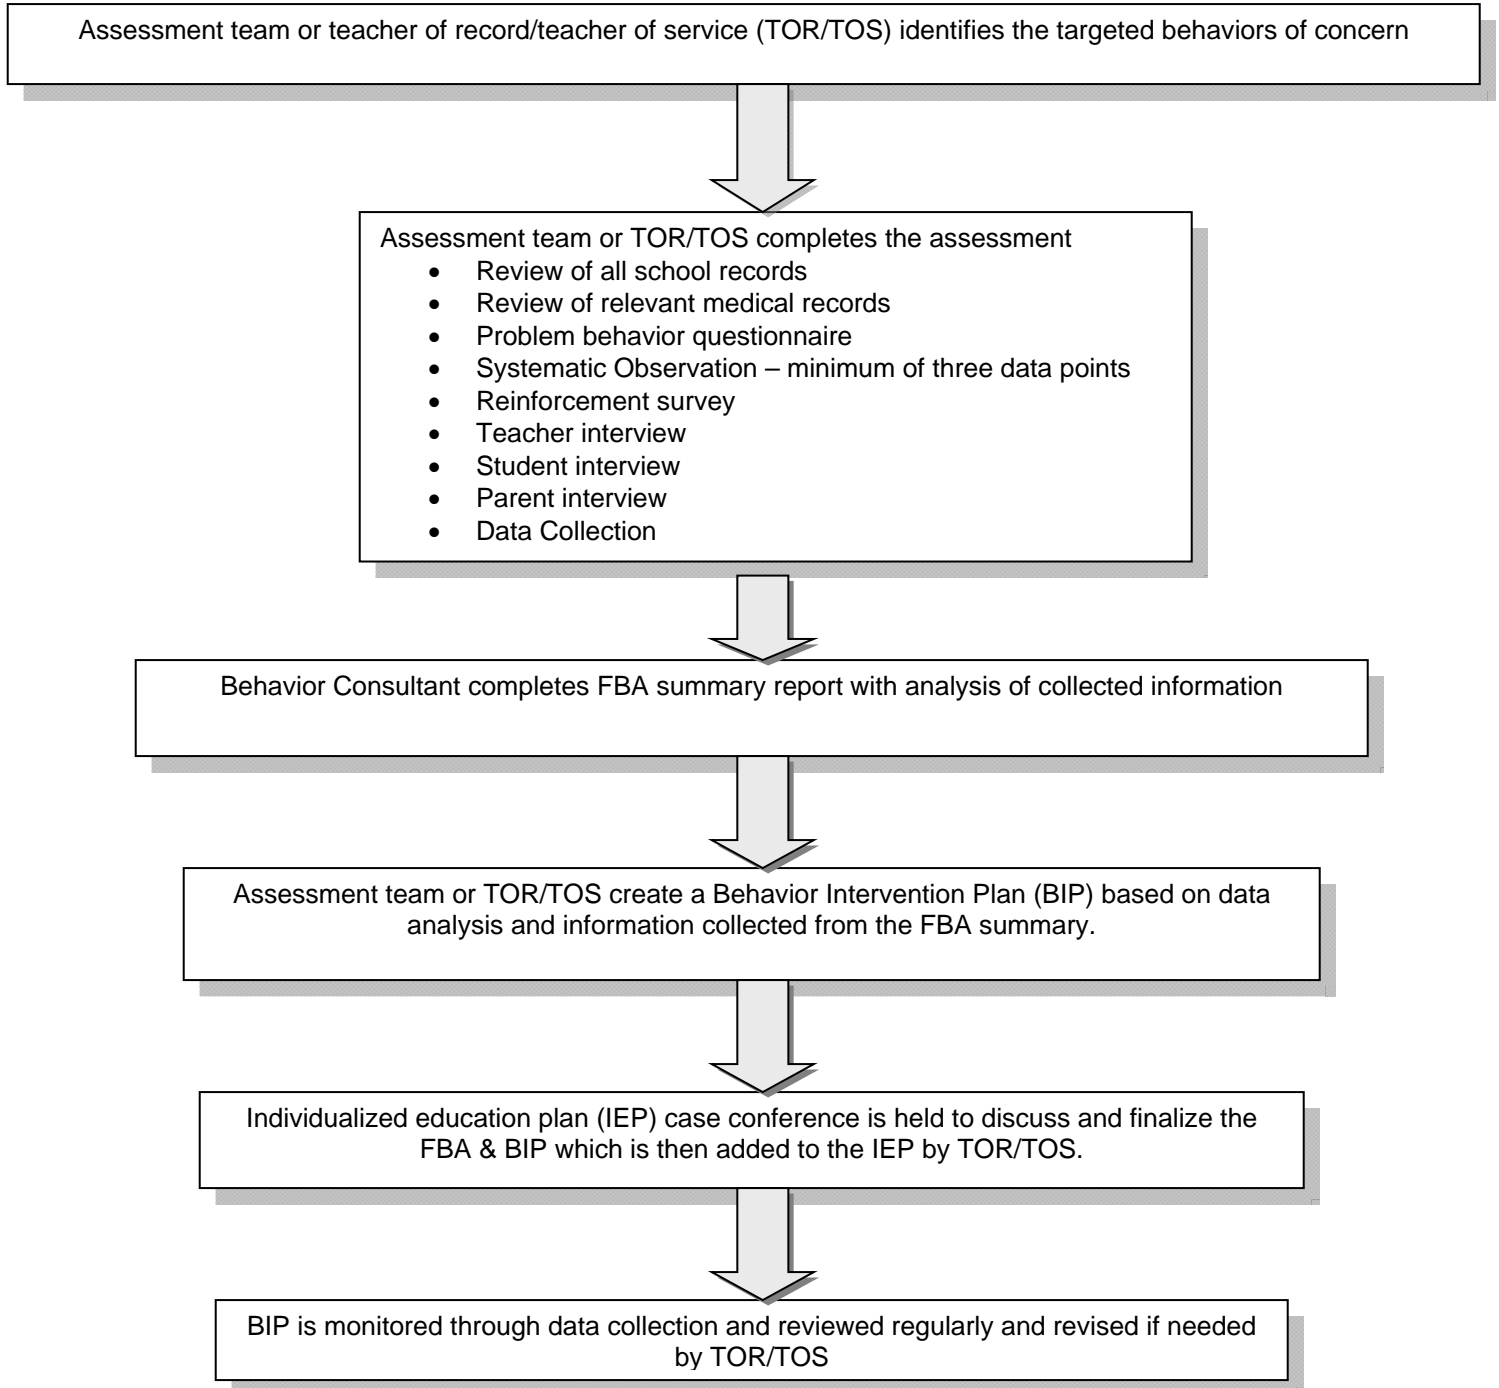 Assessment team or teacher of record/teacher of service (TOR/TOS) identifies the targeted behaviors of concern
Assessment team or TOR/TOS completes the assessment
• Review of all school records
• Review of relevant medical records
• Problem behavior questionnaire
• Systematic Observation – minimum of three data points
• Reinforcement survey
• Teacher interview
• Student interview
• Parent interview
• Data Collection
Behavior Consultant completes FBA summary report with analysis of collected information
Assessment team or TOR/TOS create a Behavior Intervention Plan (BIP) based on data
analysis and information collected from the FBA summary.
Individualized education plan (IEP) case conference is held to discuss and finalize the
FBA & BIP which is then added to the IEP by TOR/TOS.
BIP is monitored through data collection and reviewed regularly and revised if needed
by TOR/TOS